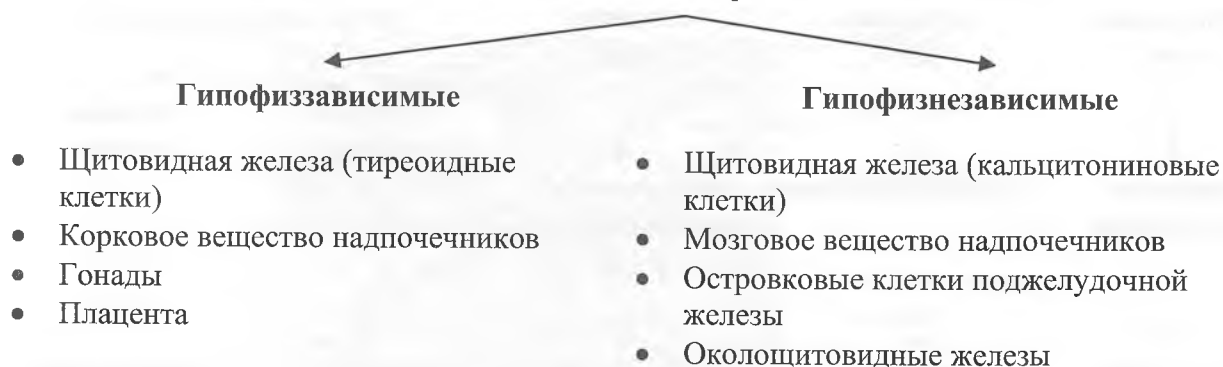 Гипофиззависимые
• Щитовидная железа (тиреоидные
клетки)
• Корковое вещество надпочечников
• Гонады
• Плацента
Гипофизнезависимые
• Щитовидная железа (кальцитониновые
клетки)
• Мозговое вещество надпочечников
• Островковые клетки поджелудочной
железы
• Околощитовидные железы